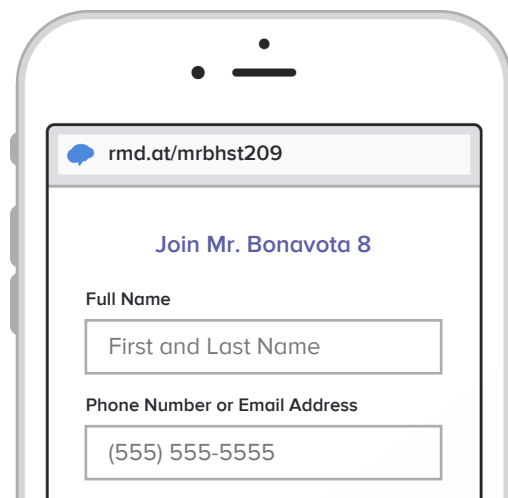 rmd.at/mrbhst209
Join Mr. Bonavota 8
Full Name
First and Last Name
Phone Number or Email Address
(555) 555-5555